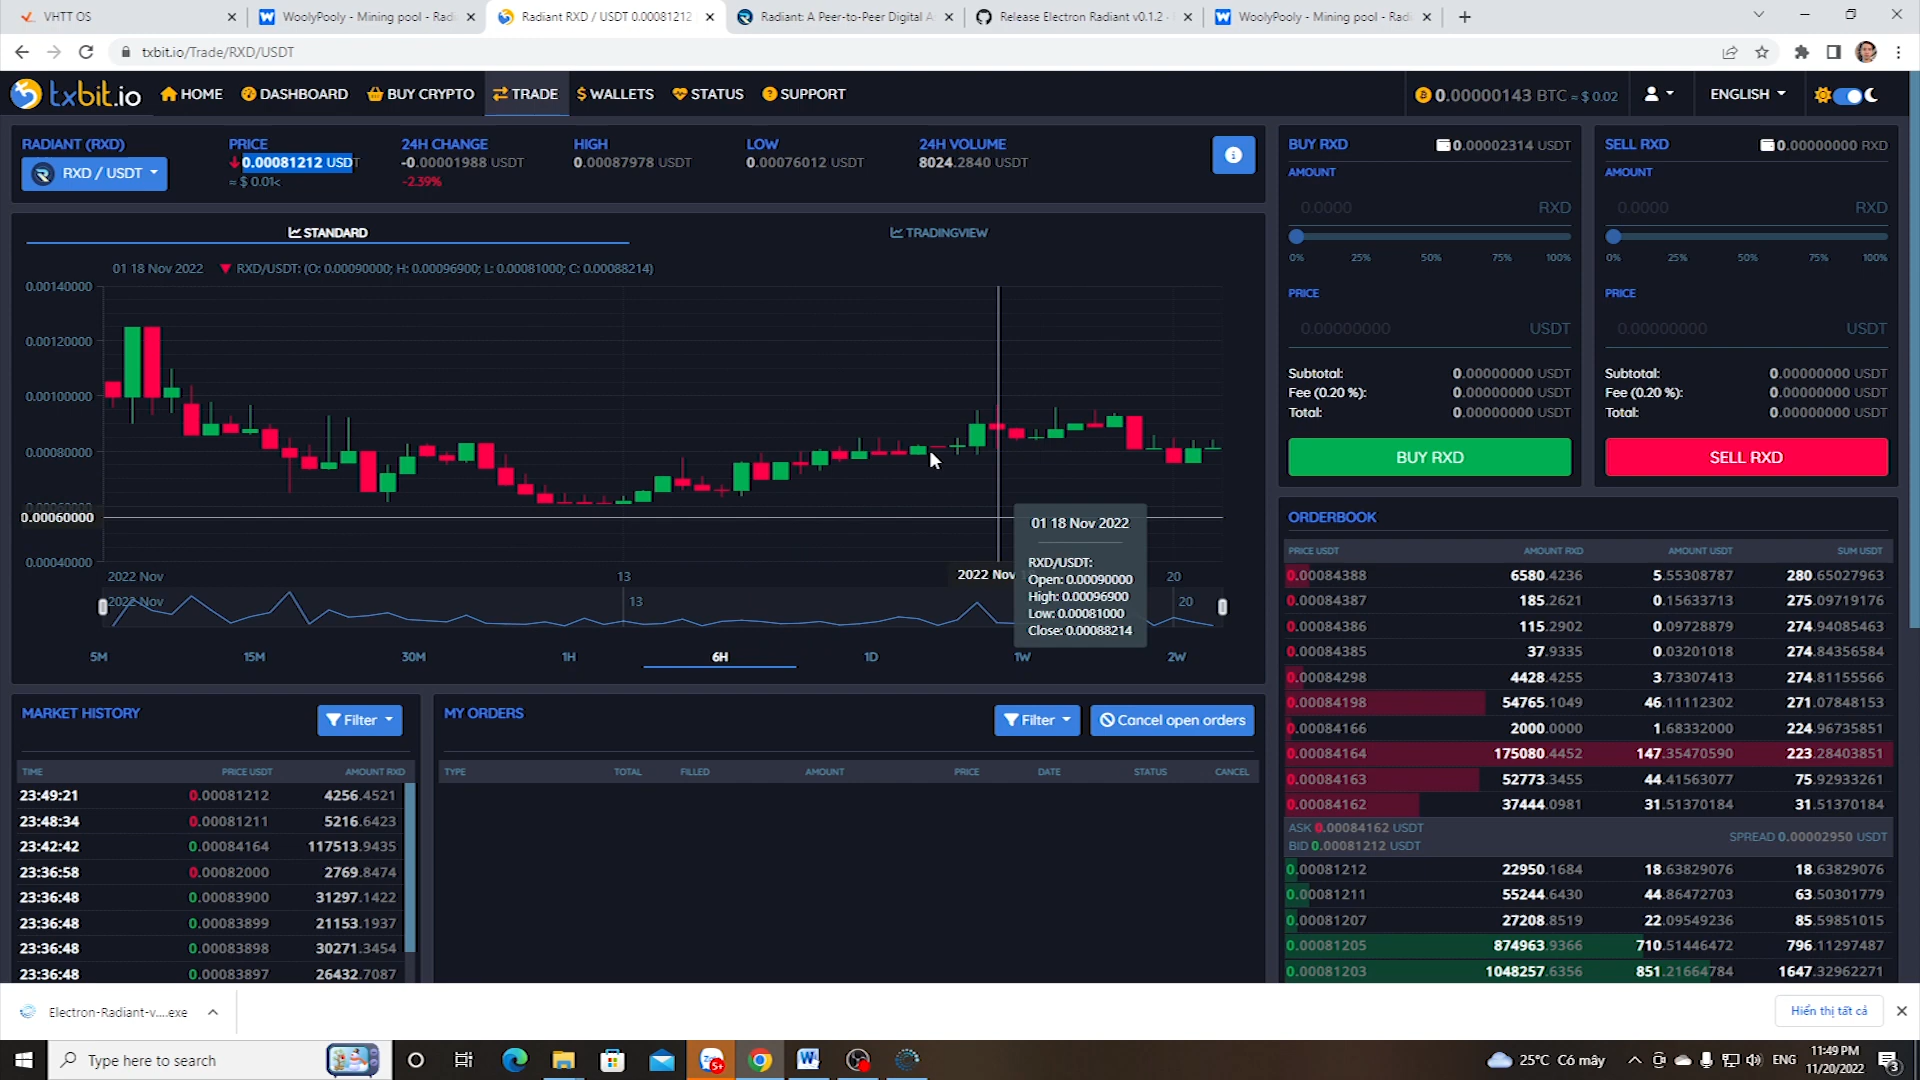 VHTT OS
WoolyPooly - Mining pool - Radi
Radiant RXD / USDT 0.00081212
Radiant: A Peer-to-Peer Digital A
Release Electron Radiant v0.1.2 -
WoolyPooly - Mining pool - Radi
txbit.io/Trade/RXD/USDT
txbit.io
HOME
DASHBOARD
BUY CRYPTO
TRADE
$ WALLETS
STATUS
SUPPORT
0.00000143 BTC ≈ $ 0.02
ENGLISH
RADIANT (RXD)
RXD / USDT
PRICE
0.00081212 USDT
≈ $ 0.01<
24H CHANGE
-0.00001988 USDT
-2.39%
HIGH
0.00087978 USDT
LOW
0.00076012 USDT
24H VOLUME
8024.2840 USDT
STANDARD
TRADINGVIEW
01 18 Nov 2022 RXD/USDT: (O: 0.00090000; H: 0.00096900; L: 0.00081000; C: 0.00088214)
0.00140000
0.00120000
0.00100000
0.00080000
0.00060000
0.00060000
0.00040000
2022 Nov
13
2022 Nov
20
2022 Nov
13
20
01 18 Nov 2022
RXD/USDT:
Open: 0.00090000
High: 0.00096900
Low: 0.00081000
Close: 0.00088214
5M 15M 30M 1H 6H 1D 1W 2W
BUY RXD
0.00002314 USDT
AMOUNT
0.0000 RXD
0% 25% 50% 75% 100%
PRICE
0.00000000 USDT
Subtotal: 0.00000000 USDT
Fee (0.20 %): 0.00000000 USDT
Total: 0.00000000 USDT
BUY RXD
SELL RXD
0.00000000 RXD
AMOUNT
0.0000 RXD
0% 25% 50% 75% 100%
PRICE
0.00000000 USDT
Subtotal: 0.00000000 USDT
Fee (0.20 %): 0.00000000 USDT
Total: 0.00000000 USDT
SELL RXD
ORDERBOOK
PRICE USDT AMOUNT RXD AMOUNT USDT SUM USDT
0.00084388 6580.4236 5.55308787 280.65027963
0.00084387 185.2621 0.15633713 275.09719176
0.00084386 115.2902 0.09728879 274.94085463
0.00084385 37.9335 0.03201018 274.84356584
0.00084298 4428.4255 3.73307413 274.81155566
0.00084198 54765.1049 46.11112302 271.07848153
0.00084166 2000.0000 1.68332000 224.96735851
0.00084164 175080.4452 147.35470590 223.28403851
0.00084163 52773.3455 44.41563077 75.92933261
0.00084162 37444.0981 31.51370184 31.51370184
ASK 0.00084162 USDT
BID 0.00081212 USDT
SPREAD 0.00002950 USDT
0.00081212 22950.1684 18.63829076 18.63829076
0.00081211 55244.6430 44.86472703 63.50301779
0.00081207 27208.8519 22.09549236 85.59851015
0.00081205 874963.9366 710.51446472 796.11297487
0.00081203 1048257.6356 851.21664784 1647.32962271
MARKET HISTORY
Filter
TIME PRICE USDT AMOUNT RXD
23:49:21 0.00081212 4256.4521
23:48:34 0.00081211 5216.6423
23:42:42 0.00084164 117513.9435
23:36:58 0.00082000 2769.8474
23:36:48 0.00083900 31297.1422
23:36:48 0.00083899 21153.1937
23:36:48 0.00083898 30271.3454
23:36:48 0.00083897 26432.7087
MY ORDERS
Filter
Cancel open orders
TYPE TOTAL FILLED AMOUNT PRICE DATE STATUS CANCEL
Electron-Radiant-v....exe
Hiển thị tất cả
Type here to search
5+
25°C Có mây
ENG
11:49 PM
11/20/2022
3